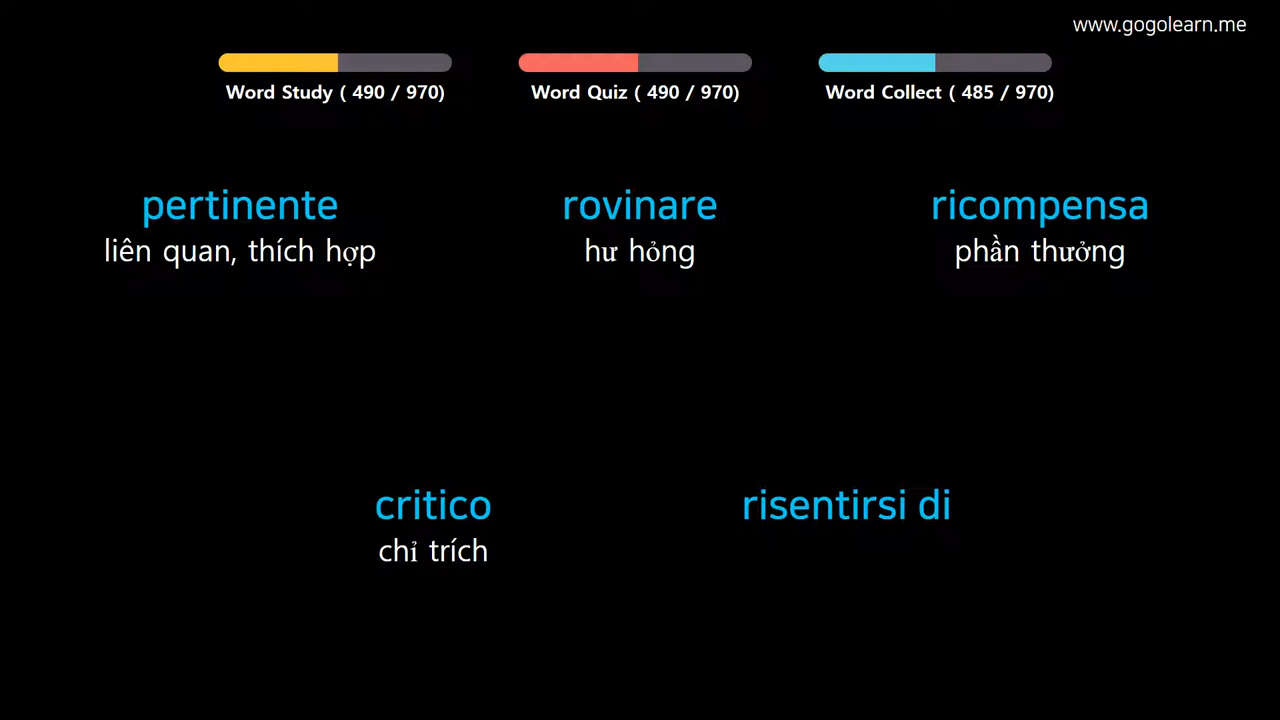 www.gogolearn.me
Word Study ( 490 / 970)
Word Quiz ( 490 / 970)
Word Collect ( 485 / 970)
pertinente
liên quan, thích hợp
rovinare
hư hỏng
ricompensa
phần thưởng
critico
chỉ trích
risentirsi di